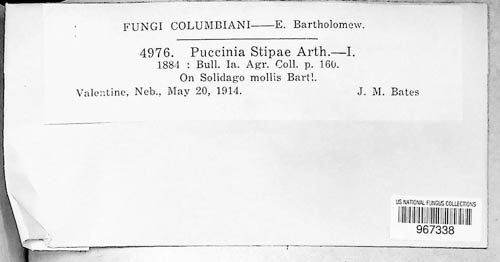 FUNGI COLUMBIANI—E. Bartholomew.
4976. Puccinia Stipae Arth.—I.
1884 : Bull. Ia. Agr. Coll. p. 160.
On Solidago mollis Bartl.
Valentine, Neb., May 20, 1914. J. M. Bates
US NATIONAL FUNGUS COLLECTIONS
967338